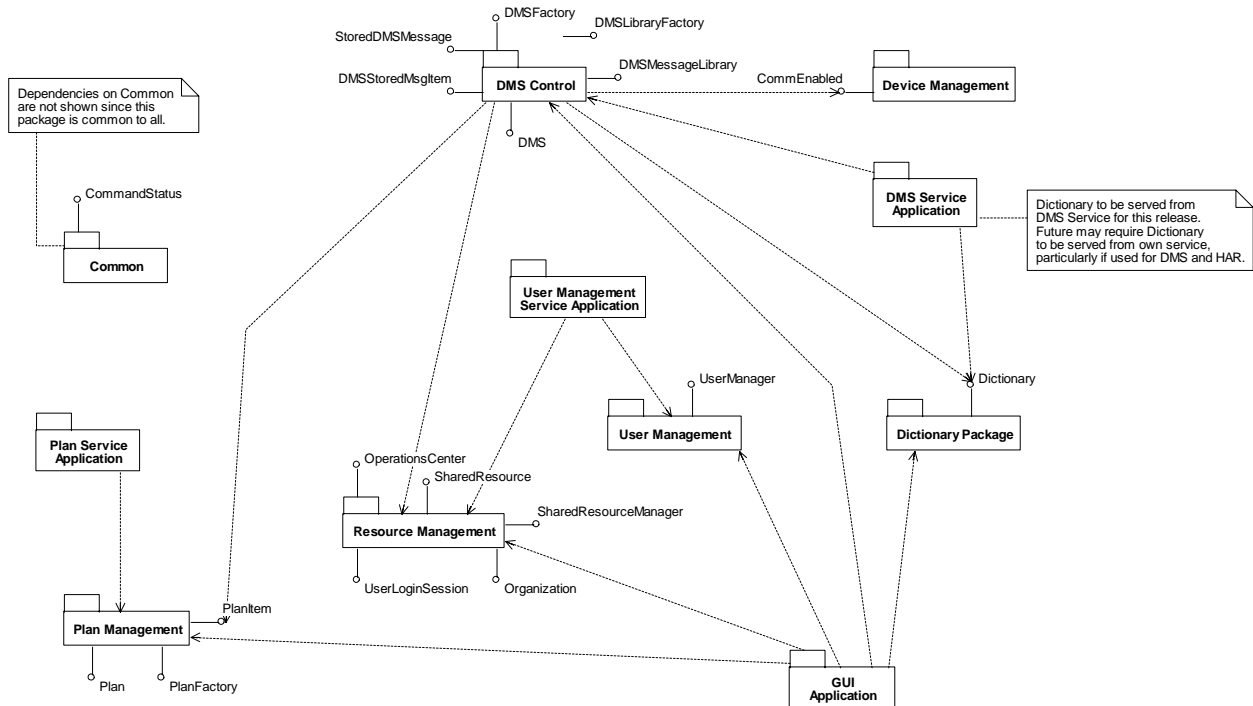 DMSFactory
DMSLibraryFactory
StoredDMSMessage
DMSStoredMsgItem
DMS Control
DMSMessageLibrary
CommEnabled
Device Management
DMS
Dependencies on Common
are not shown since this
package is common to all.
CommandStatus
Common
DMS Service
Application
Dictionary to be served from
DMS Service for this release.
Future may require Dictionary
to be served from own service,
particularly if used for DMS and HAR.
User Management
Service Application
UserManager
User Management
Dictionary
Dictionary Package
Plan Service
Application
OperationsCenter
SharedResource
SharedResourceManager
Resource Management
UserLoginSession
Organization
PlanItem
Plan Management
Plan
PlanFactory
GUI
Application